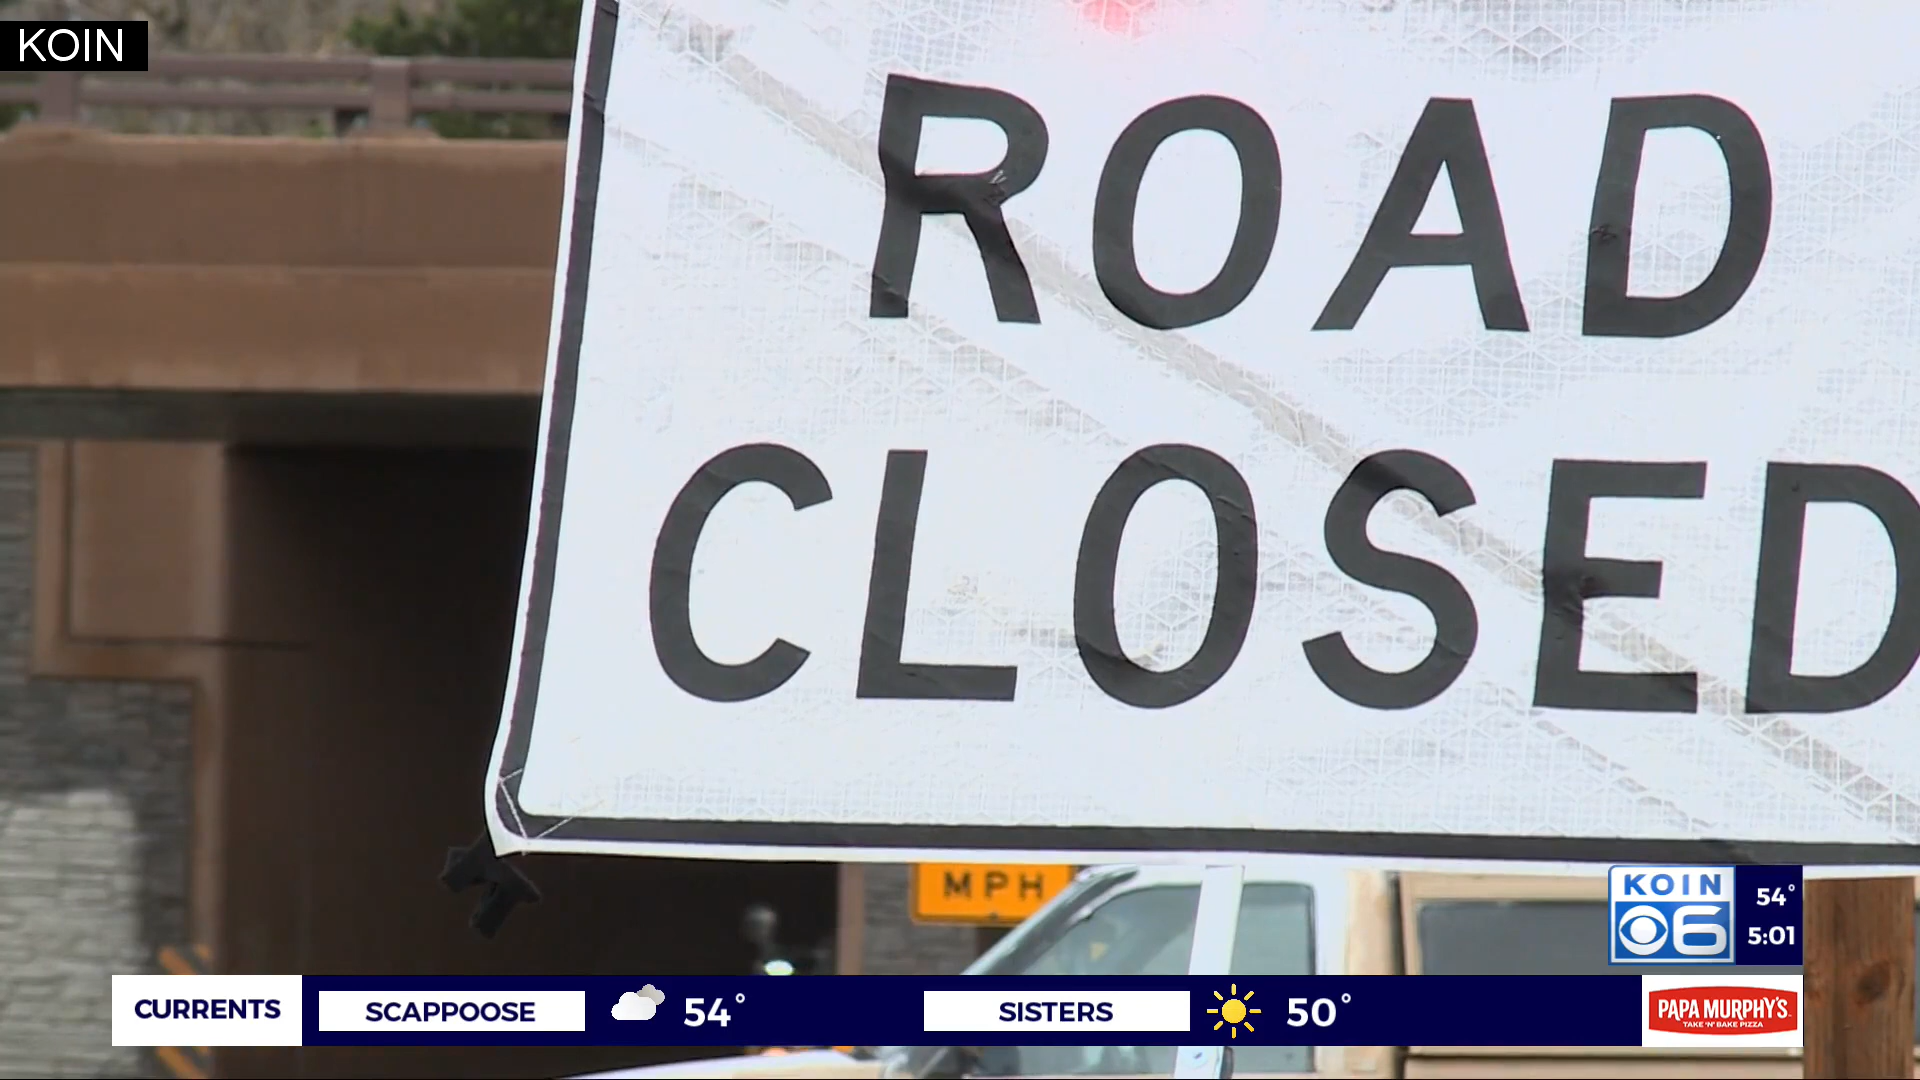 KOIN
ROAD
CLOSED
MPH
KOIN
6
54°
5:01
CURRENTS
SCAPPOOSE
54°
SISTERS
50°
PAPA MURPHY'S
TAKE 'N' BAKE PIZZA